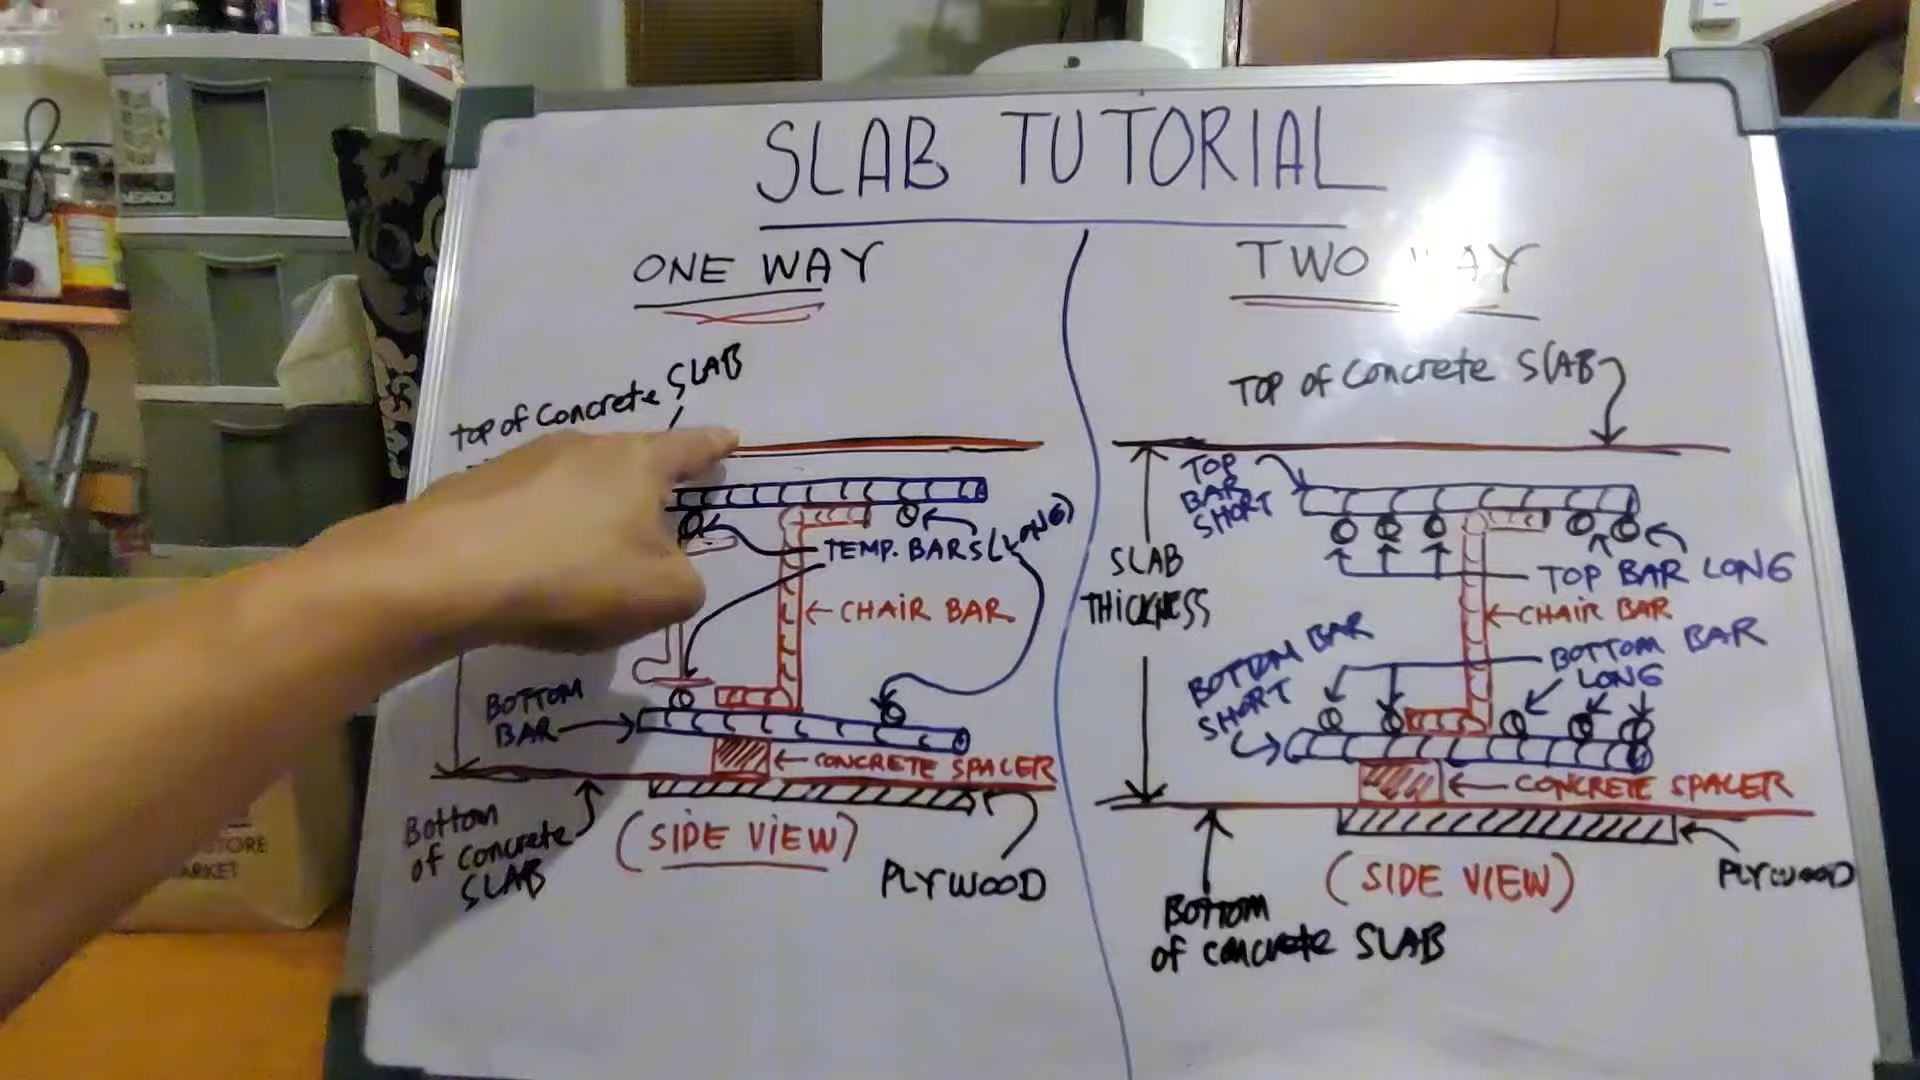 SLAB TUTORIAL
ONE WAY
TOP of Concrete SLAB
TEMP. BARS (LONG)
CHAIR BAR
BOTTOM
BAR
CONCRETE SPACER
Bottom
of concrete
SLAB
(SIDE VIEW)
PLYWOOD
TWO WAY
TOP of Concrete SLAB
TOP
BAR
SHORT
SLAB
THICKNESS
TOP BAR LONG
CHAIR BAR
BOTTOM BAR
LONG
BOTTOM BAR
SHORT
CONCRETE SPACER
(SIDE VIEW)
PLYWOOD
Bottom
of concrete SLAB
STORE
ARKET